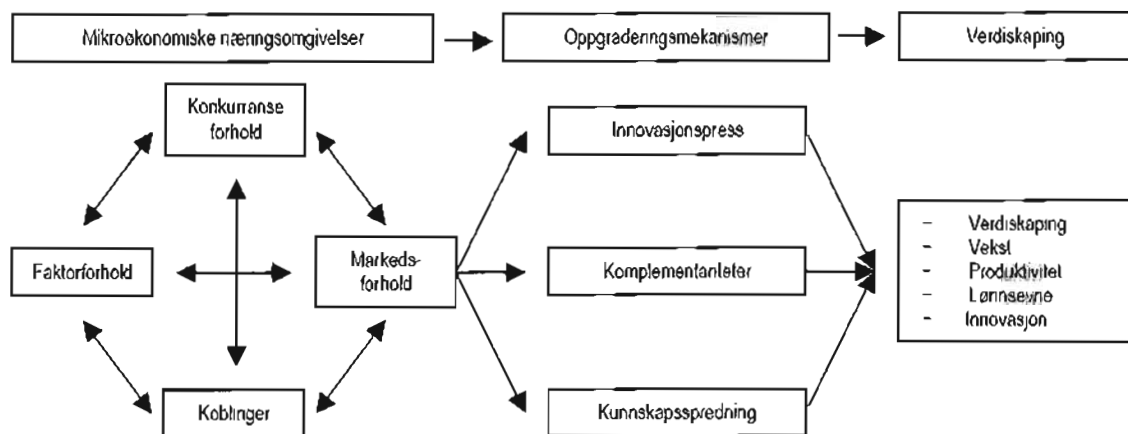 Mikroøkonomiske næringsomgivelser
Oppgraderingsmekanismer
Verdiskaping
Konkurranse
forhold
Innovasjonspress
Faktorforhold
Markeds-
forhold
Komplementariteter
- Verdiskaping
- Vekst
- Produktivitet
- Lønnsevne
- Innovasjon
Koblinger
Kunnskapsspredning